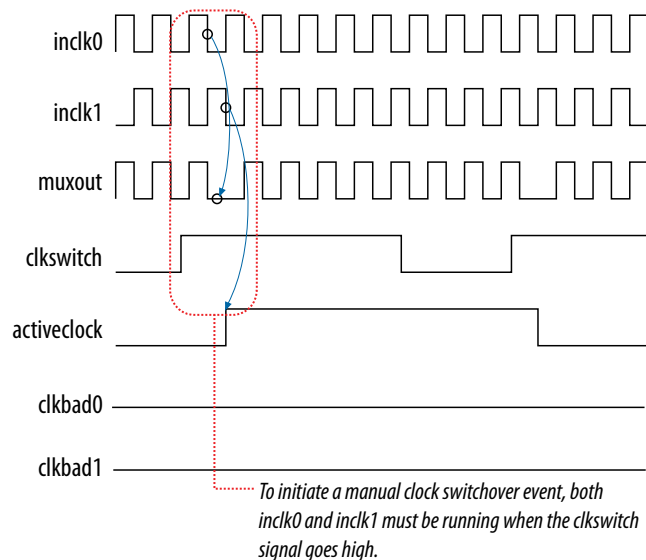 inclk0
inclk1
muxout
clkswitch
activeclock
clkbad0
clkbad1
To initiate a manual clock switchover event, both
inclk0 and inclk1 must be running when the clkswitch
signal goes high.